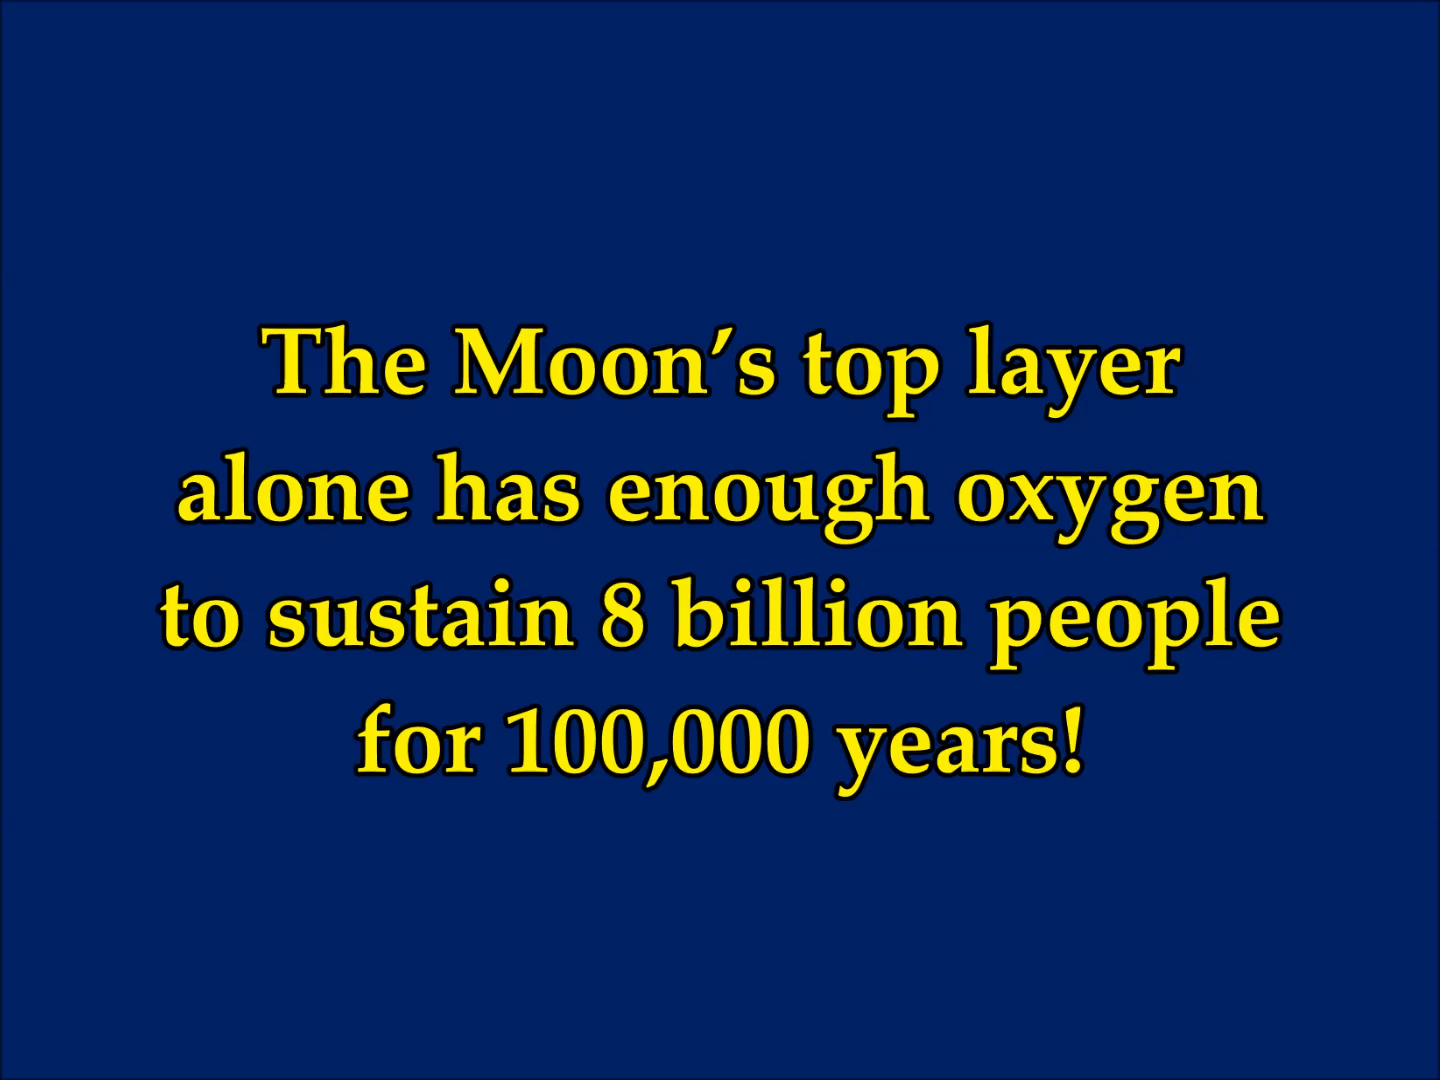 The Moon’s top layer
alone has enough oxygen
to sustain 8 billion people
for 100,000 years!